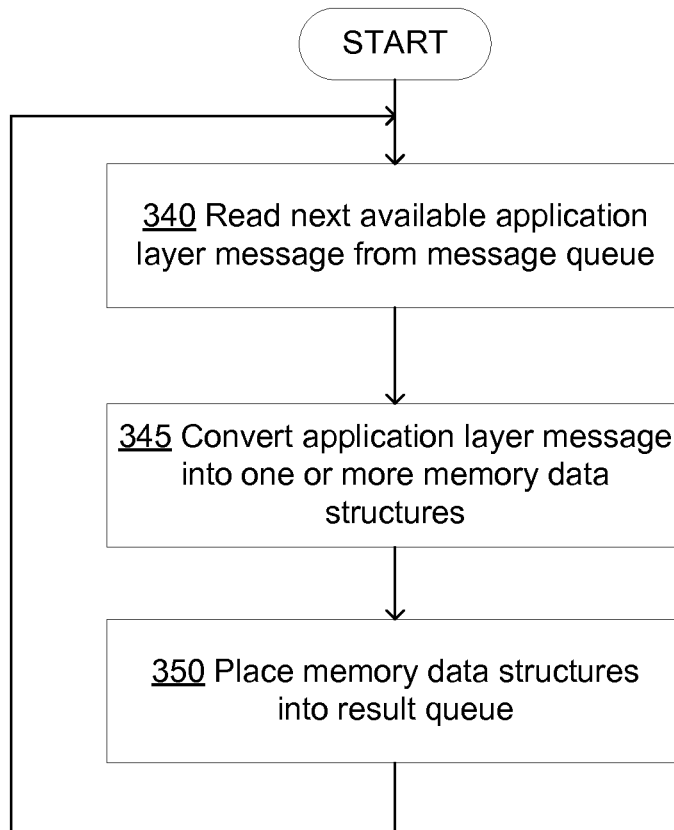 START
340 Read next available application
layer message from message queue
345 Convert application layer message
into one or more memory data
structures
350 Place memory data structures
into result queue